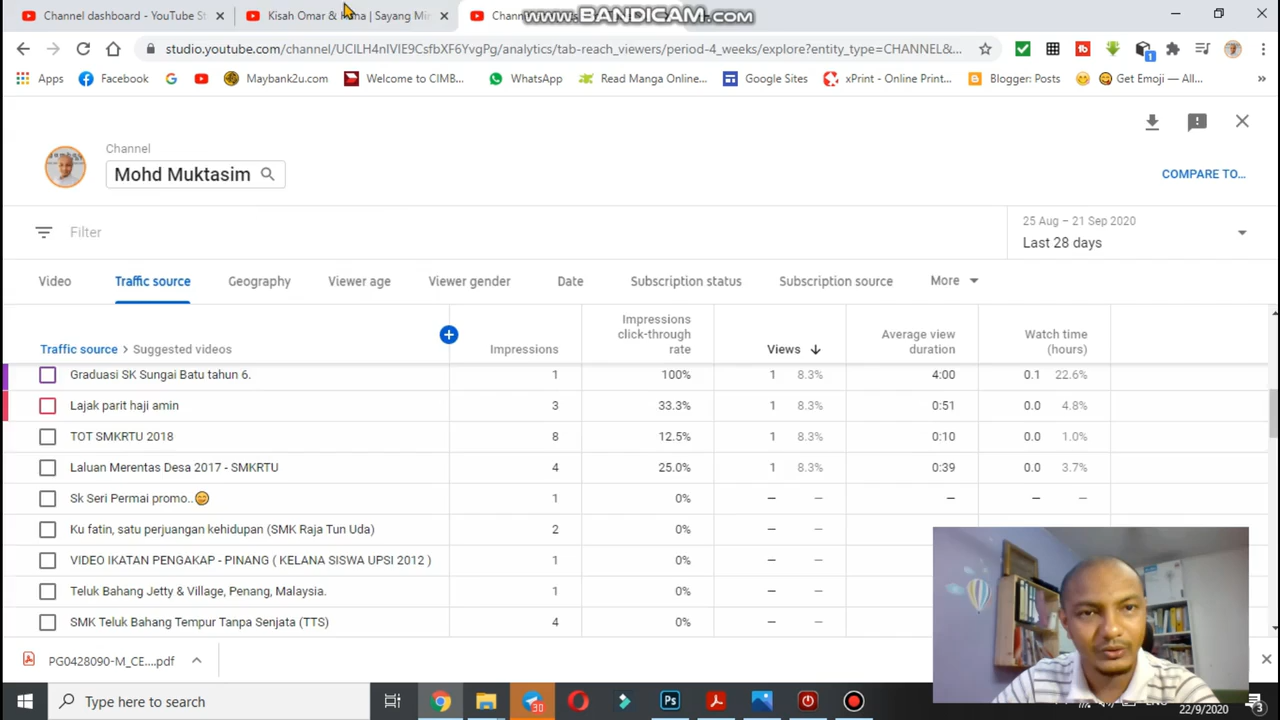 Channel dashboard - YouTube St
Kisah Omar & Hana | Sayang Mi
Chann
www.BANDICAM.com
studio.youtube.com/channel/UCILH4nIVIE9CsfbXF6YvgPg/analytics/tab-reach_viewers/period-4_weeks/explore?entity_type=CHANNEL&...
Apps Facebook Maybank2u.com Welcome to CIMB... WhatsApp Read Manga Online... Google Sites xPrint - Online Print... Blogger: Posts Get Emoji — All... »
Channel
Mohd Muktasim
COMPARE TO...
Filter
25 Aug – 21 Sep 2020
Last 28 days
Video Traffic source Geography Viewer age Viewer gender Date Subscription status Subscription source More
Traffic source > Suggested videos Impressions Impressions click-through rate Views Average view duration Watch time (hours)
Graduasi SK Sungai Batu tahun 6. 1 100% 1 8.3% 4:00 0.1 22.6%
Lajak parit haji amin 3 33.3% 1 8.3% 0:51 0.0 4.8%
TOT SMKRTU 2018 8 12.5% 1 8.3% 0:10 0.0 1.0%
Laluan Merentas Desa 2017 - SMKRTU 4 25.0% 1 8.3% 0:39 0.0 3.7%
Sk Seri Permai promo..😊 1 0% — — — — —
Ku fatin, satu perjuangan kehidupan (SMK Raja Tun Uda) 2 0% — —
VIDEO IKATAN PENGAKAP - PINANG ( KELANA SISWA UPSI 2012 ) 1 0% — —
Teluk Bahang Jetty & Village, Penang, Malaysia. 1 0% — —
SMK Teluk Bahang Tempur Tanpa Senjata (TTS) 4 0% — —
PG0428090-M_CE....pdf
Type here to search
30
Ps
22/9/2020
3